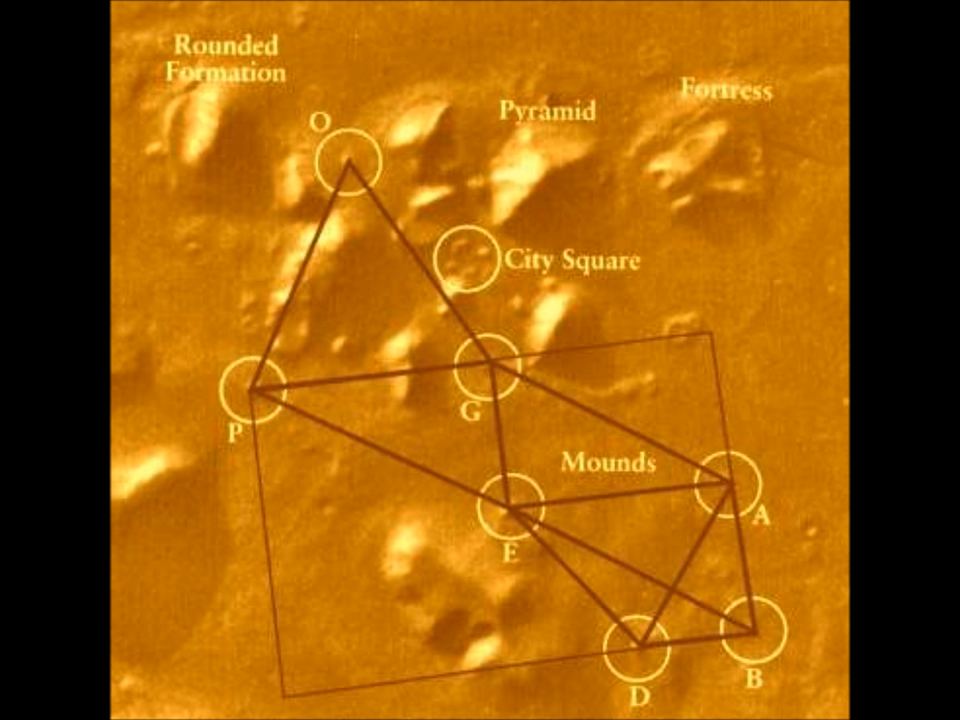 Rounded
Formation
O
Pyramid
Fortress
City Square
P
G
Mounds
A
E
B
D